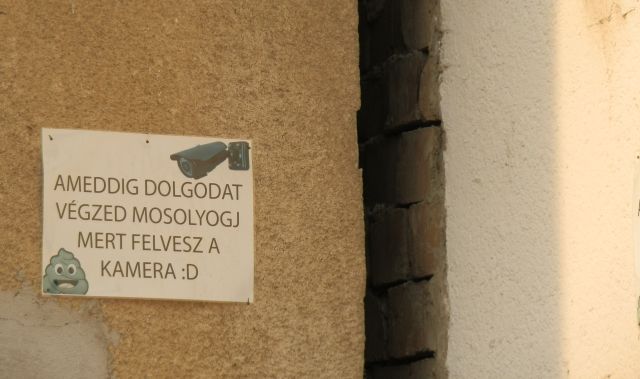 AMEDDIG DOLGODAT
VÉGZED MOSOLYOGJ
MERT FELVESZ A
KAMERA :D